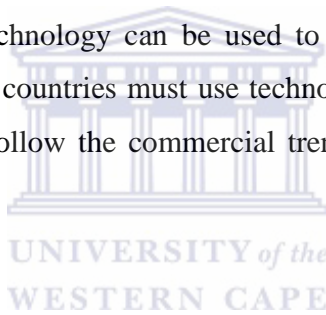 chnology can be used to
countries must use techno
ollow the commercial tren
UNIVERSITY of the
WESTERN CAPE